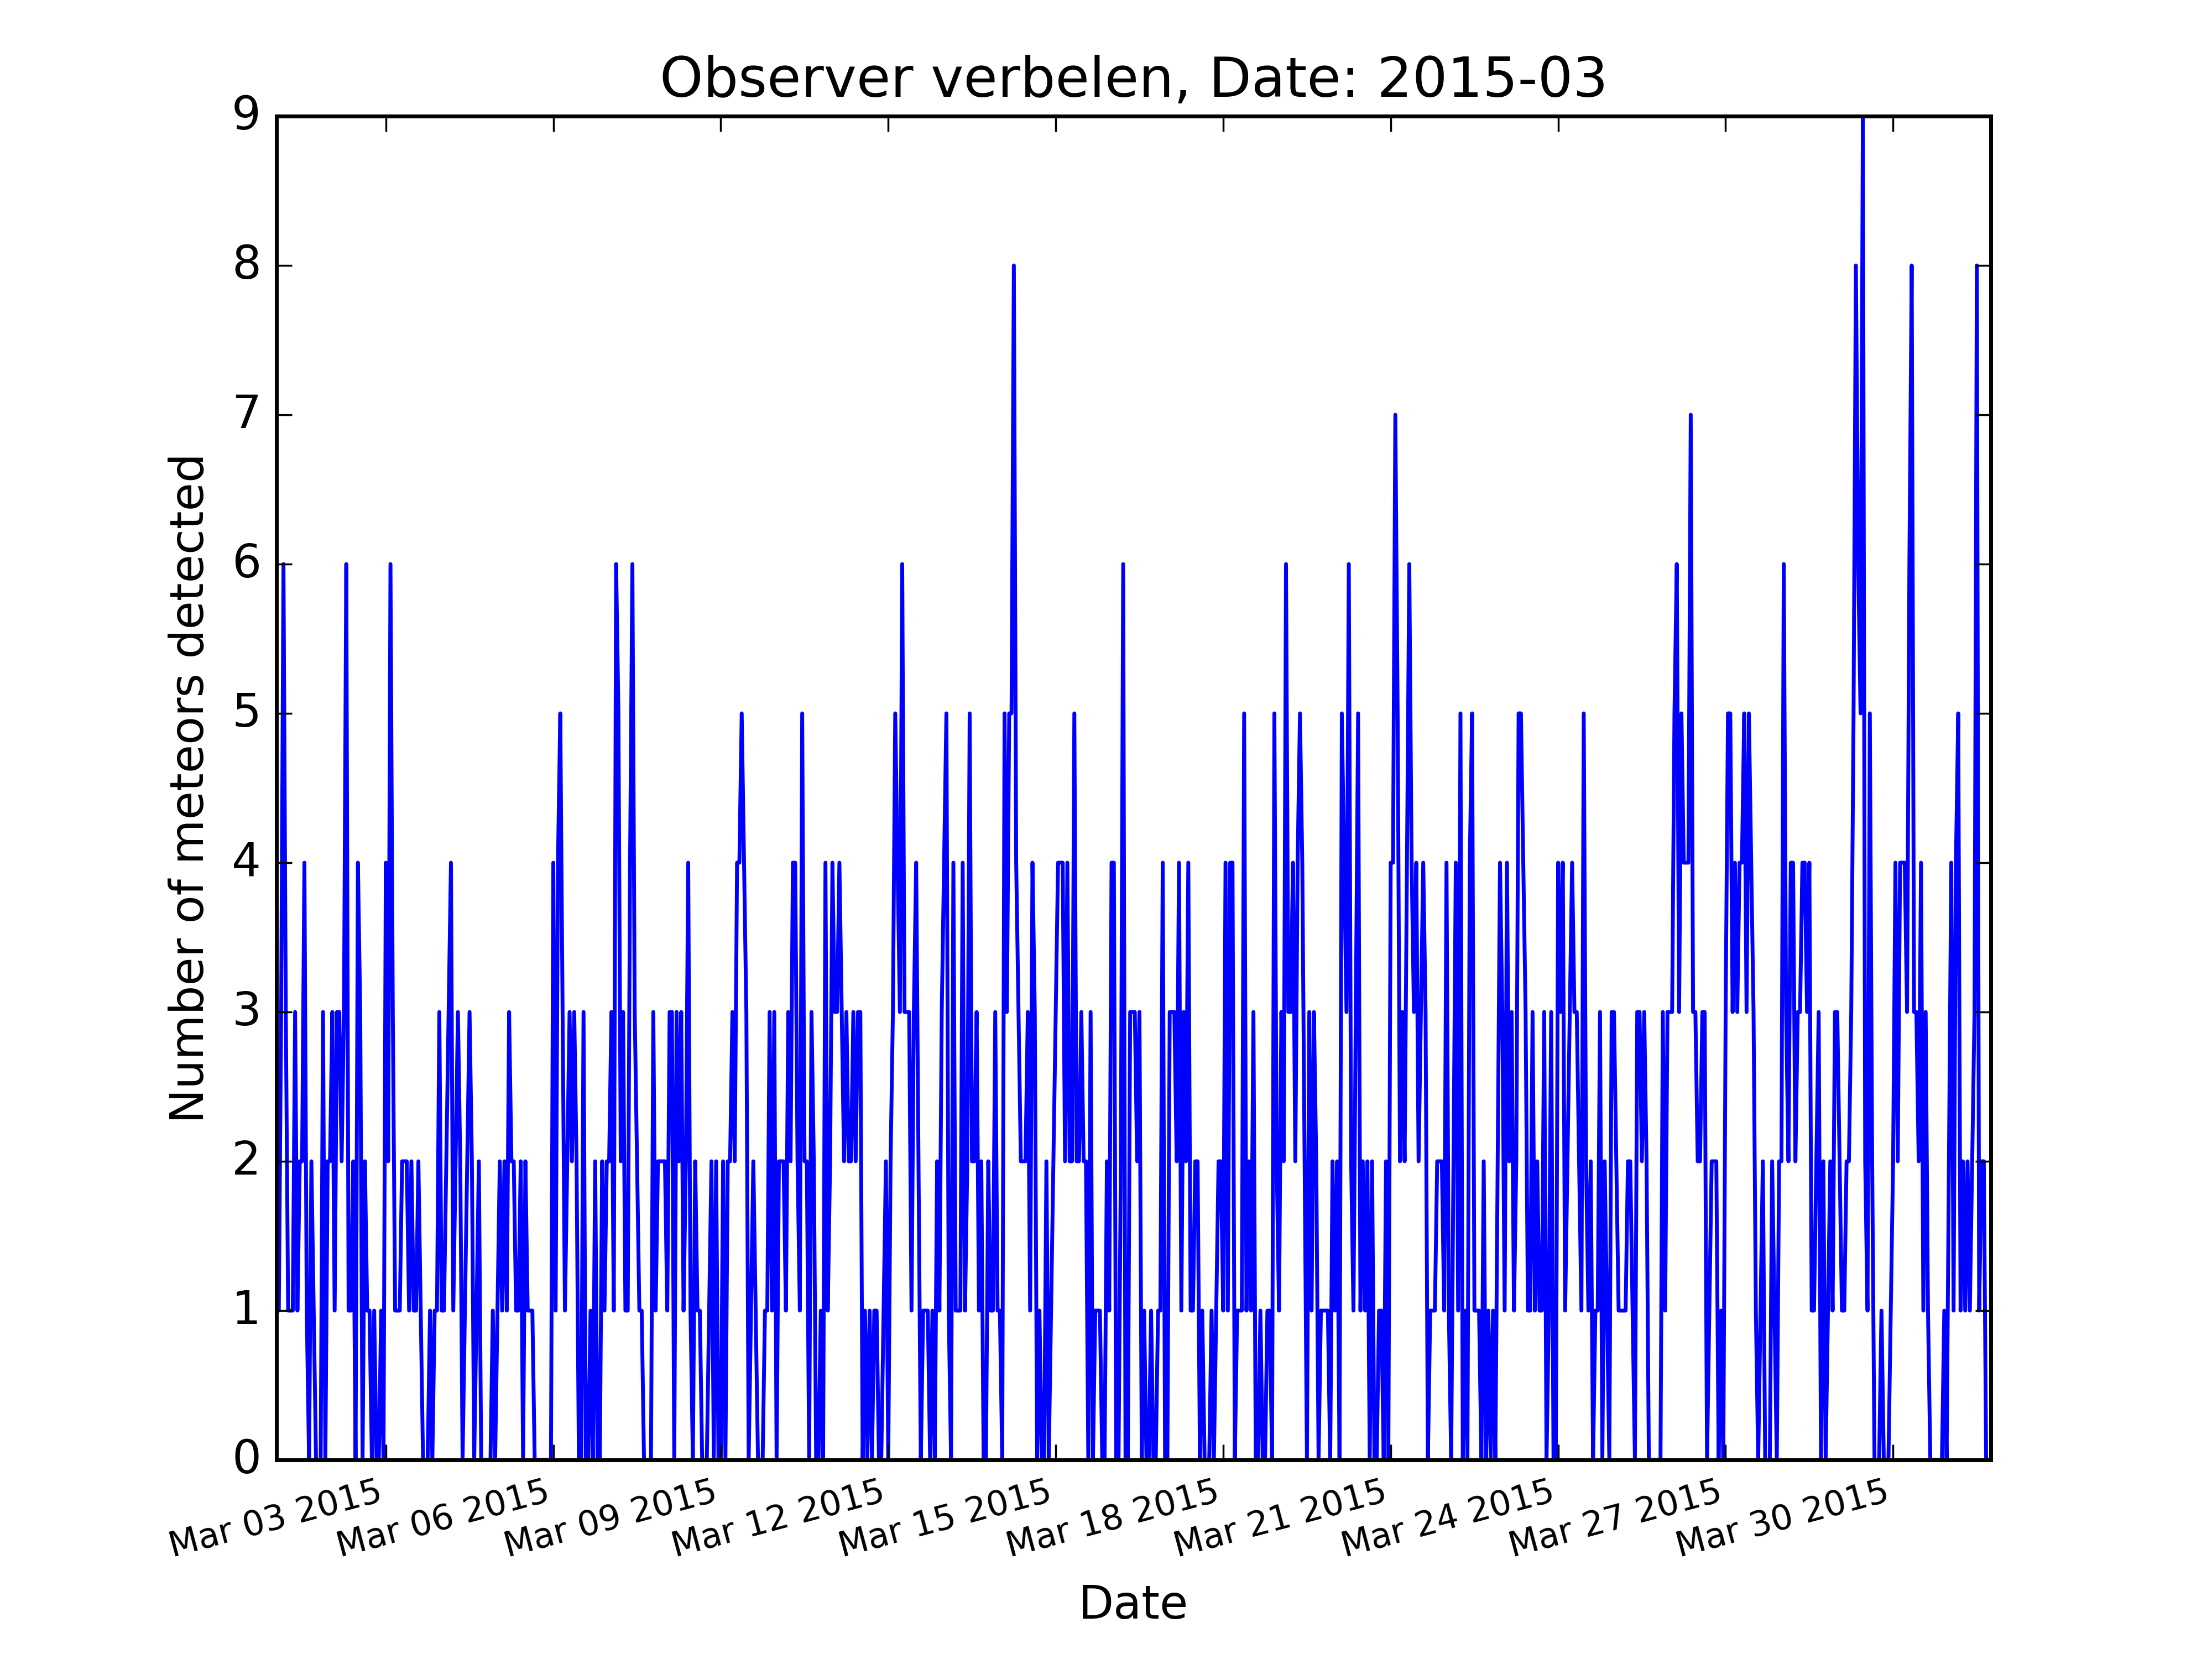 Observer verbelen, Date: 2015-03
9
8
7
6
5
4
3
2
1
0
Number of meteors detected
Mar 03 2015
Mar 06 2015
Mar 09 2015
Mar 12 2015
Mar 15 2015
Mar 18 2015
Mar 21 2015
Mar 24 2015
Mar 27 2015
Mar 30 2015
Date